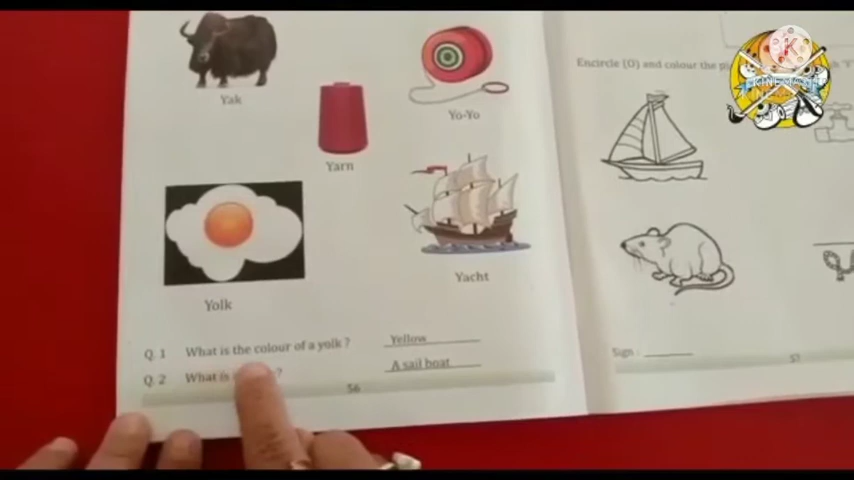 Yak
Yo-Yo
Yarn
Yolk
Yacht
Q. 1 What is the colour of a yolk ? Yellow
Q. 2 What is ? A sail boat
56
Encircle (O) and colour the
Sign :
57
K
KINEMASTER